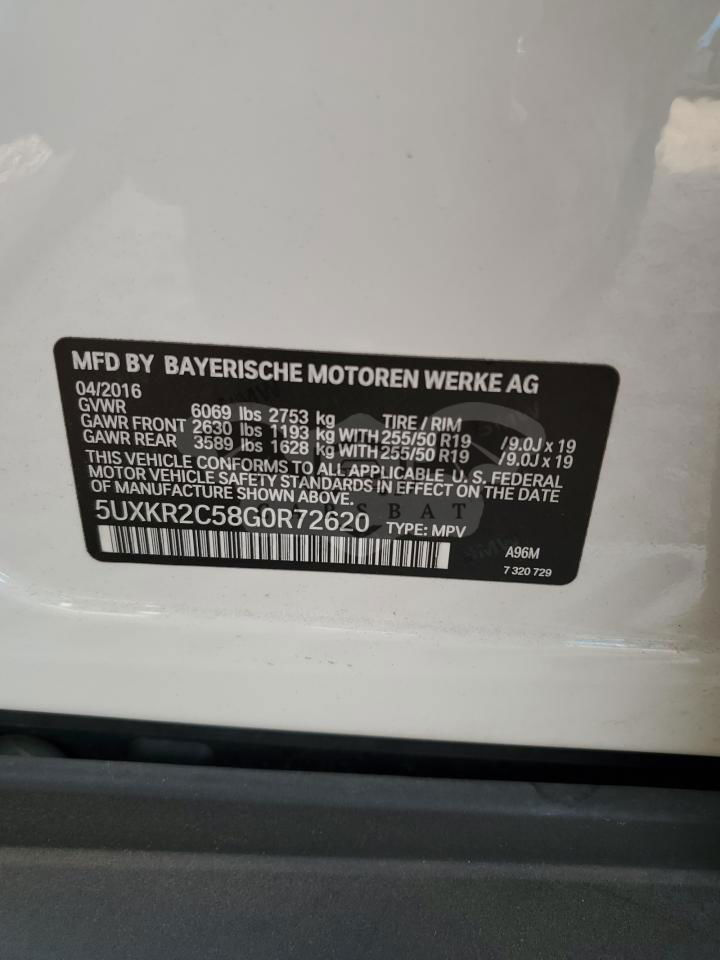 MFD BY BAYERISCHE MOTOREN WERKE AG
04/2016
GVWR 6069 lbs 2753 kg TIRE / RIM
GAWR FRONT 2630 lbs 1193 kg WITH 255/50 R19 /9.0J x 19
GAWR REAR 3589 lbs 1628 kg WITH 255/50 R19 /9.0J x 19
THIS VEHICLE CONFORMS TO ALL APPLICABLE U.S. FEDERAL
MOTOR VEHICLE SAFETY STANDARDS IN EFFECT ON THE DATE
OF MANUFACTURE SHOWN ABOVE.
CARSBAT
5UXKR2C58G0R72620 TYPE: MPV
A96M
7 320 729